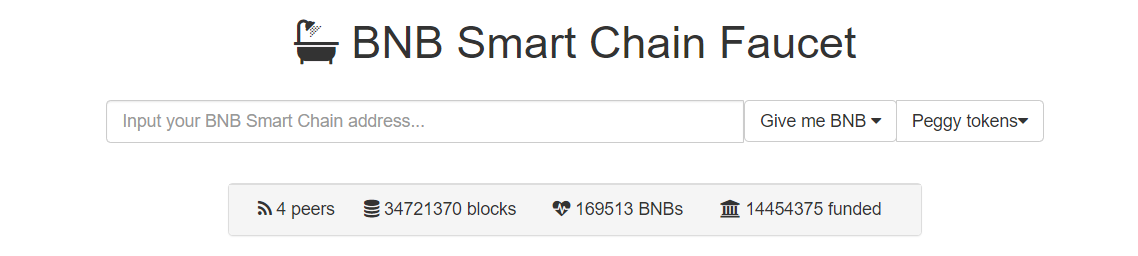 BNB Smart Chain Faucet
Input your BNB Smart Chain address... Give me BNB Peggy tokens
4 peers 34721370 blocks 169513 BNBs 14454375 funded